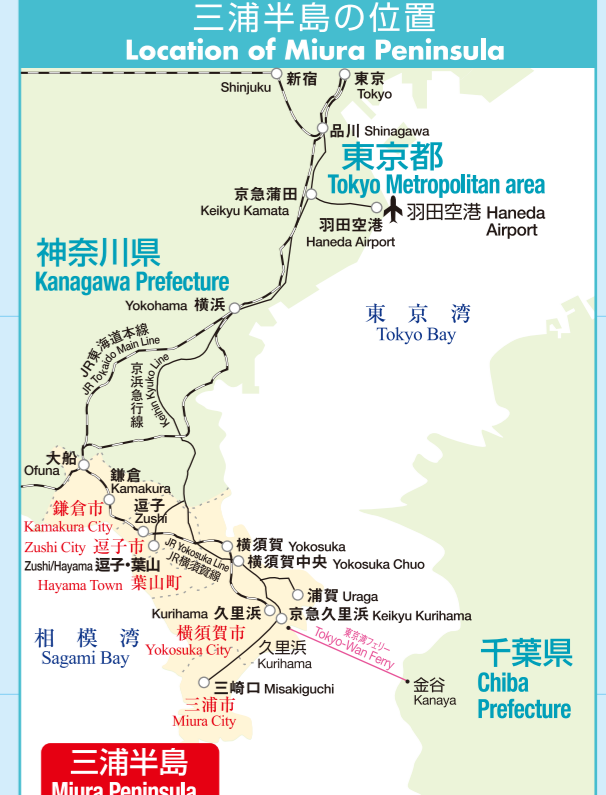 三浦半島の位置
Location of Miura Peninsula
新宿
Shinjuku
東京
Tokyo
品川 Shinagawa
東京都
Tokyo Metropolitan area
京急蒲田
Keikyu Kamata
羽田空港
Haneda Airport
羽田空港 Haneda
Airport
神奈川県
Kanagawa Prefecture
Yokohama 横浜
東京湾
Tokyo Bay
JR東海道本線
JR Tokaido Main Line
京浜急行線
Keihin Kyuko Line
大船
Ofuna
鎌倉
Kamakura
鎌倉市
Kamakura City
逗子
Zushi
Zushi City 逗子市
Zushi/Hayama 逗子・葉山
Hayama Town 葉山町
JR Yokosuka Line
JR横須賀線
横須賀 Yokosuka
横須賀中央 Yokosuka Chuo
浦賀 Uraga
Kurihama 久里浜
京急久里浜 Keikyu Kurihama
相模湾
Sagami Bay
横須賀市
Yokosuka City
久里浜
Kurihama
東京湾フェリー
Tokyo-Wan Ferry
千葉県
Chiba
Prefecture
金谷
Kanaya
三崎口 Misakiguchi
三浦市
Miura City
三浦半島
Miura Peninsula